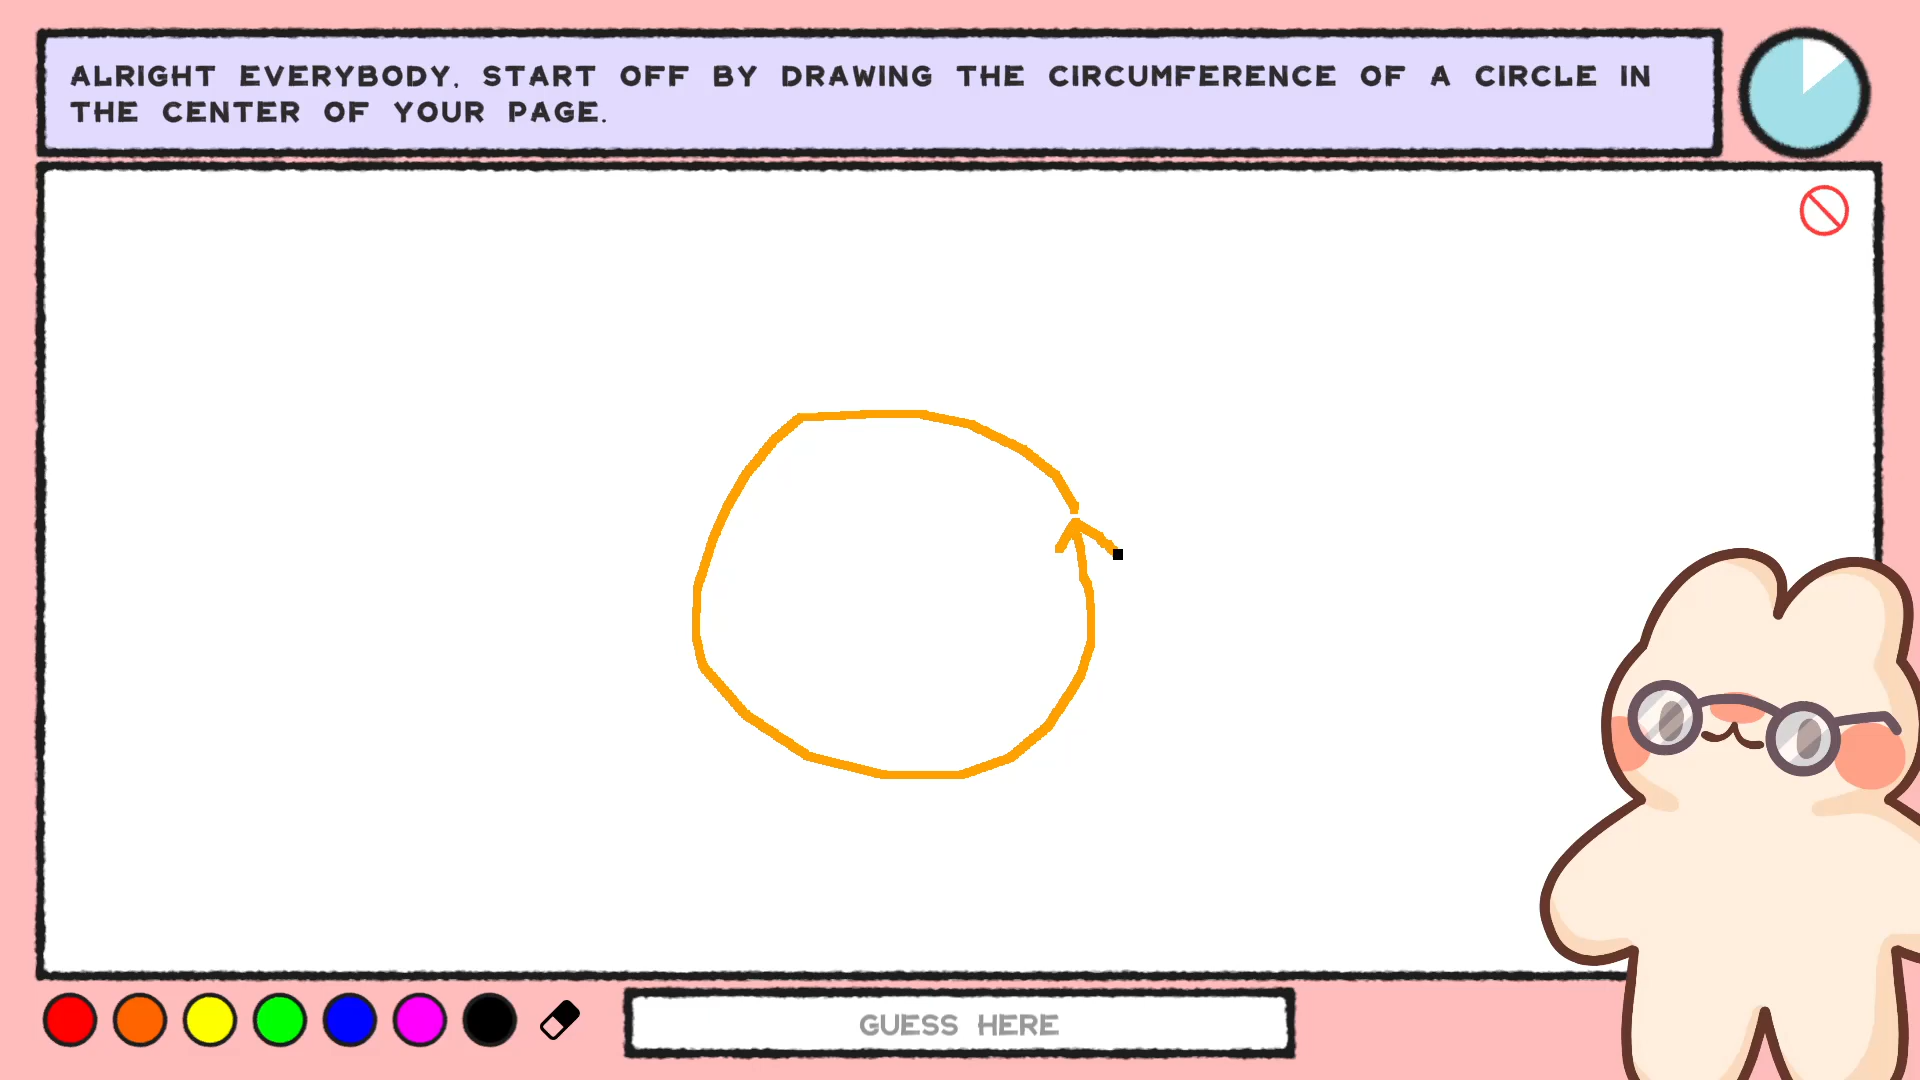 ALRIGHT EVERYBODY, START OFF BY DRAWING THE CIRCUMFERENCE OF A CIRCLE IN
THE CENTER OF YOUR PAGE.
GUESS HERE